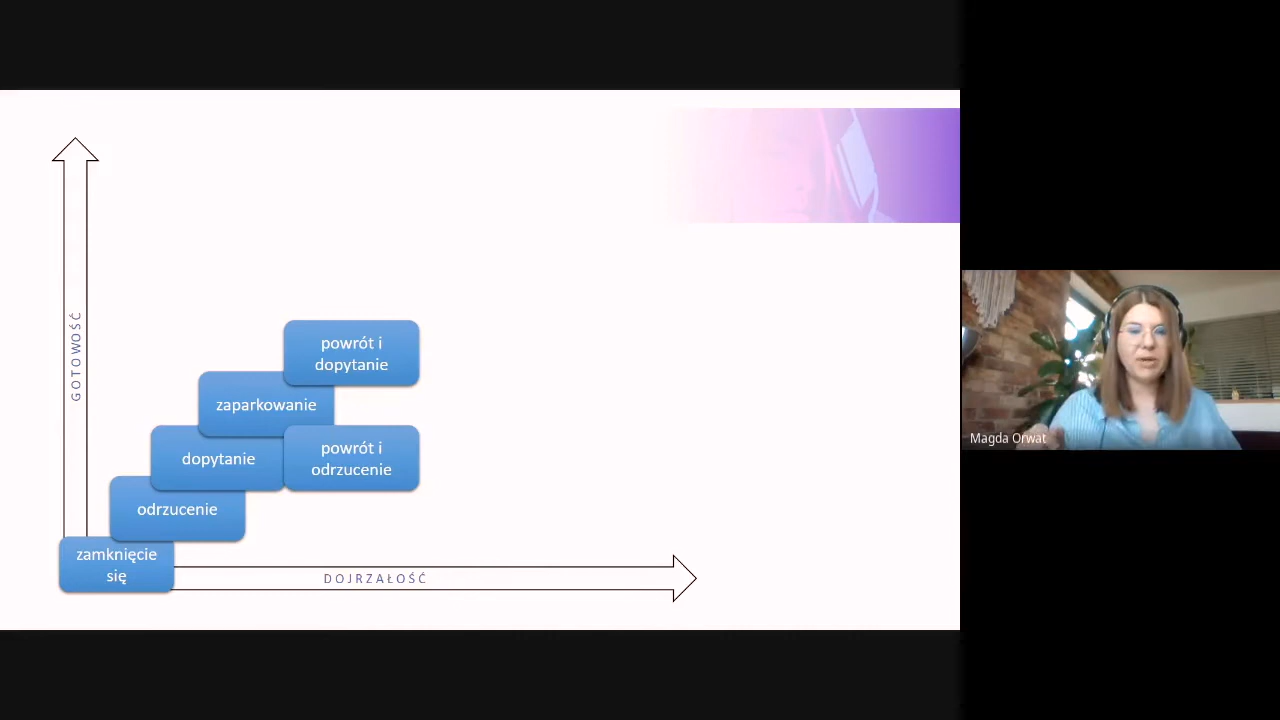 GOTOWOŚĆ
powrót i
dopytanie
zaparkowanie
dopytanie
powrót i
odrzucenie
odrzucenie
zamknięcie
się
DOJRZAŁOŚĆ
Magda Orwat